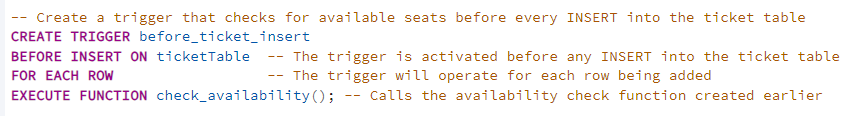 -- Create a trigger that checks for available seats before every INSERT into the ticket table
CREATE TRIGGER before_ticket_insert
BEFORE INSERT ON ticketTable  -- The trigger is activated before any INSERT into the ticket table
FOR EACH ROW                  -- The trigger will operate for each row being added
EXECUTE FUNCTION check_availability(); -- Calls the availability check function created earlier